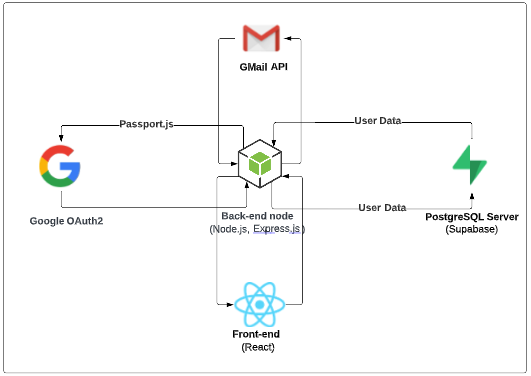 GMail API
Passport.js
User Data
Google OAuth2
Back-end node
(Node.js, Express.js)
User Data
PostgreSQL Server
(Supabase)
Front-end
(React)